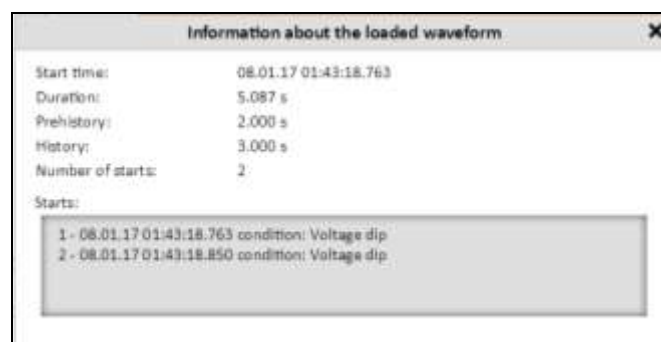 Information about the loaded waveform
Start time: 08.01.17 01:43:18.763
Duration: 5.087 s
Prehistory: 2.000 s
History: 3.000 s
Number of starts: 2
Starts:
1 - 08.01.17 01:43:18.763 condition: Voltage dip
2 - 08.01.17 01:43:18.850 condition: Voltage dip